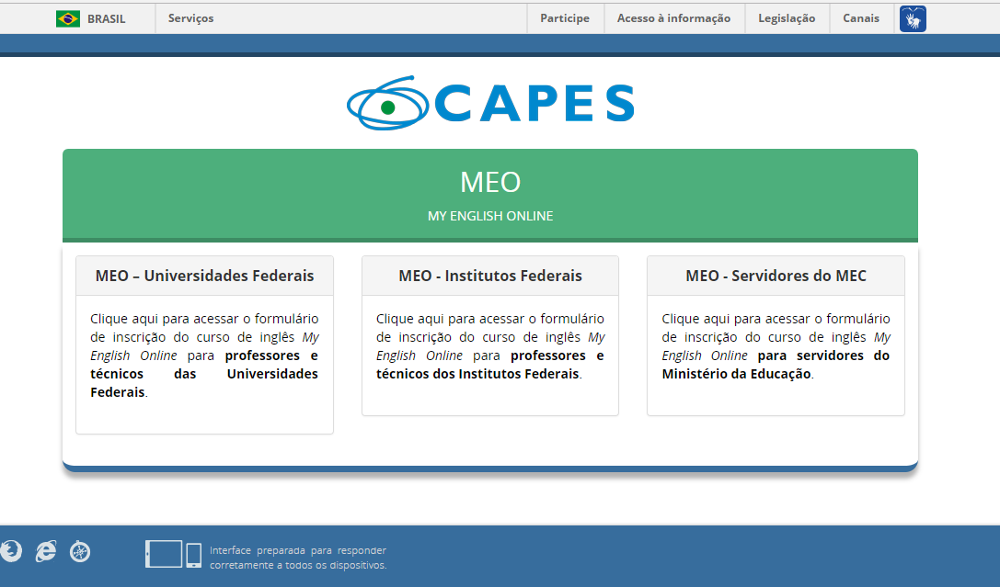 BRASIL
Serviços
Participe
Acesso à informação
Legislação
Canais
CAPES
MEO
MY ENGLISH ONLINE
MEO – Universidades Federais
Clique aqui para acessar o formulário
de inscrição do curso de inglês My
English Online para professores e
técnicos das Universidades
Federais.
MEO - Institutos Federais
Clique aqui para acessar o formulário
de inscrição do curso de inglês My
English Online para professores e
técnicos dos Institutos Federais.
MEO - Servidores do MEC
Clique aqui para acessar o formulário
de inscrição do curso de inglês My
English Online para servidores do
Ministério da Educação.
Interface preparada para responder
corretamente a todos os dispositivos.